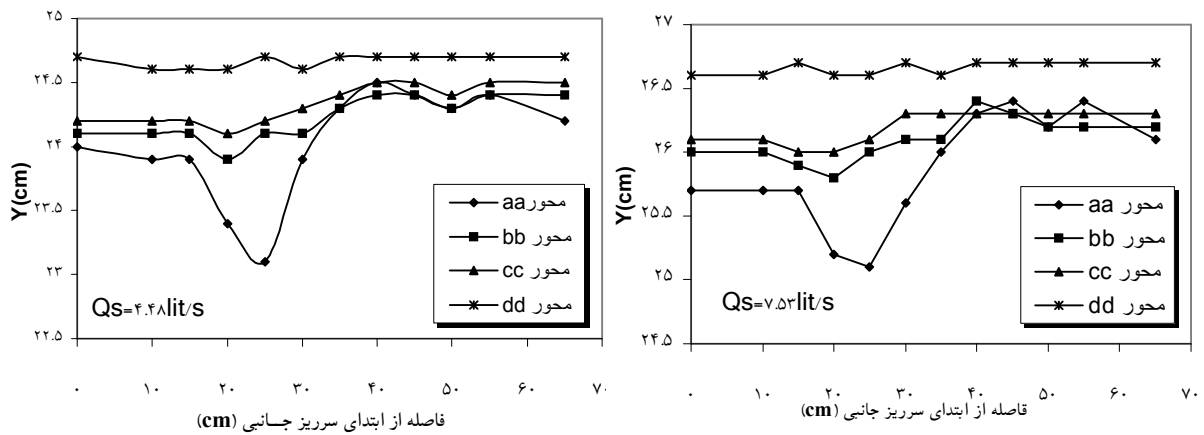 ۲۵
۲۴.۵
۲۴
۲۳.۵
۲۳
۲۲.۵
Y(cm)
محورaa
محور bb
محور cc
محور dd
Qs=۴.۴۸lit/s
۰ ۱۰ ۲۰ ۳۰ ۴۰ ۵۰ ۶۰ ۷۰
فاصله از ابتدای سرریز جــانبی (cm)
۲۷
۲۶.۵
۲۶
۲۵.۵
۲۵
۲۴.۵
Y(cm)
محور aa
محور bb
محور cc
محور dd
Qs=۷.۵۳lit/s
۰ ۱۰ ۲۰ ۳۰ ۴۰ ۵۰ ۶۰ ۷۰
فاصله از ابتدای سرریز جانبی (cm)